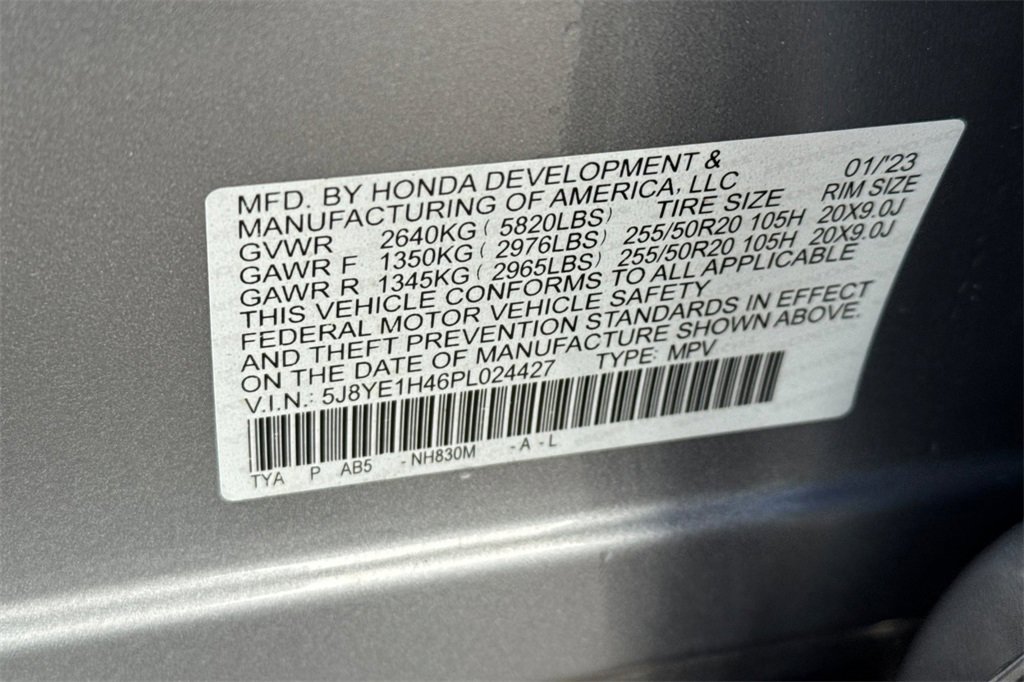 MFD. BY HONDA DEVELOPMENT & 01/'23
MANUFACTURING OF AMERICA, LLC
GVWR 2640KG ( 5820LBS) TIRE SIZE RIM SIZE
GAWR F 1350KG ( 2976LBS) 255/50R20 105H 20X9.0J
GAWR R 1345KG ( 2965LBS) 255/50R20 105H 20X9.0J
THIS VEHICLE CONFORMS TO ALL APPLICABLE
FEDERAL MOTOR VEHICLE SAFETY
AND THEFT PREVENTION STANDARDS IN EFFECT
ON THE DATE OF MANUFACTURE SHOWN ABOVE.
V.I.N.: 5J8YE1H46PL024427 TYPE: MPV
TYA P AB5 -NH830M -A-L